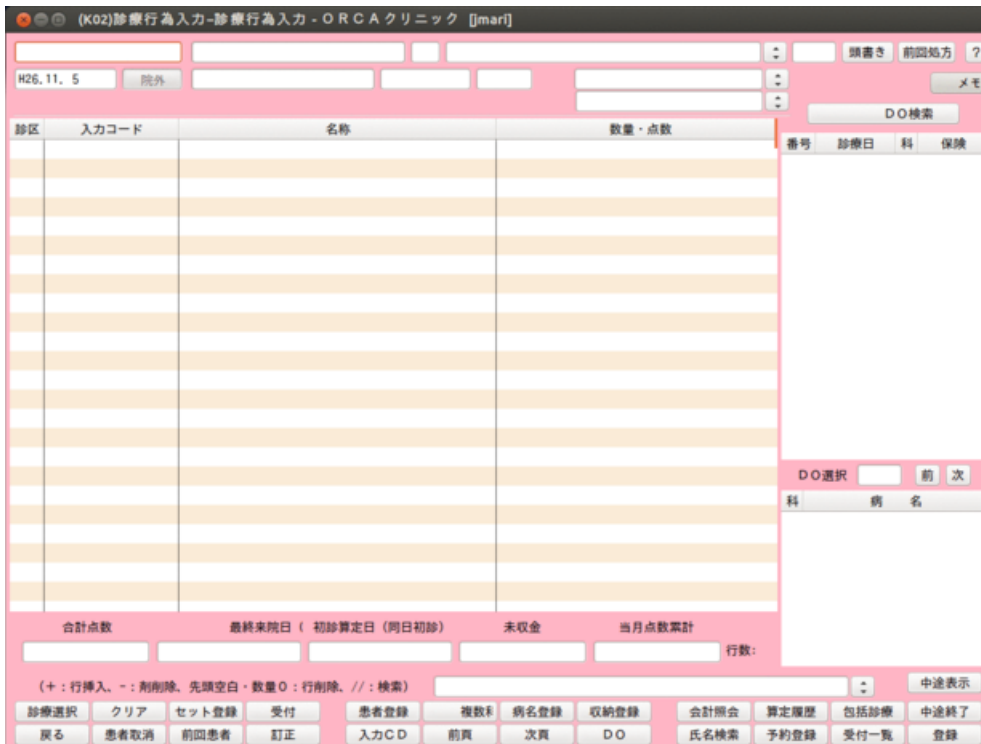 (K02)診療行為入力-診療行為入力 - ORCAクリニック [jmari]
頭書き 前回処方 ?
H26.11. 5 院外 メモ
DO検索
診区 入力コード 名称 数量・点数
番号 診療日 科 保険
DO選択 前 次
科 病 名
合計点数 最終来院日 ( 初診算定日 (同日初診) 未収金 当月点数累計
行数:
(+:行挿入、-:剤削除、先頭空白・数量0:行削除、//:検索) 中途表示
診療選択 クリア セット登録 受付 患者登録 複数 病名登録 収納登録 会計照会 算定履歴 包括診療 中途終了
戻る 患者取消 前回患者 訂正 入力CD 前頁 次頁 DO 氏名検索 予約登録 受付一覧 登録